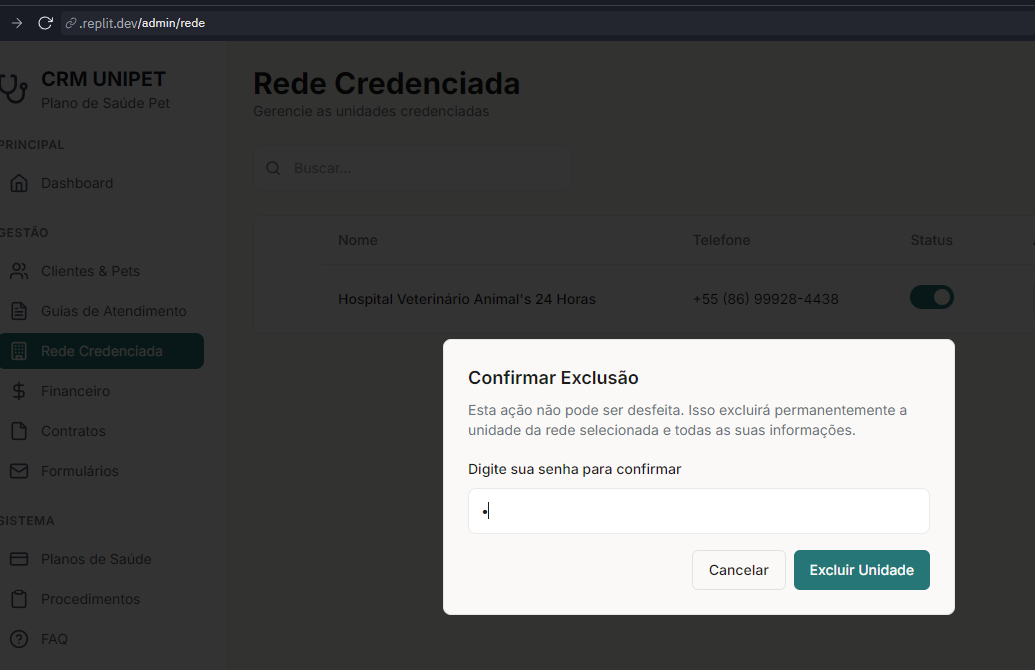 .replit.dev/admin/rede
CRM UNIPET
Plano de Saúde Pet
PRINCIPAL
Dashboard
GESTÃO
Clientes & Pets
Guias de Atendimento
Rede Credenciada
Financeiro
Contratos
Formulários
SISTEMA
Planos de Saúde
Procedimentos
FAQ
Rede Credenciada
Gerencie as unidades credenciadas
Buscar...
Nome Telefone Status
Hospital Veterinário Animal's 24 Horas +55 (86) 99928-4438
Confirmar Exclusão
Esta ação não pode ser desfeita. Isso excluirá permanentemente a
unidade da rede selecionada e todas as suas informações.
Digite sua senha para confirmar
•
Cancelar Excluir Unidade